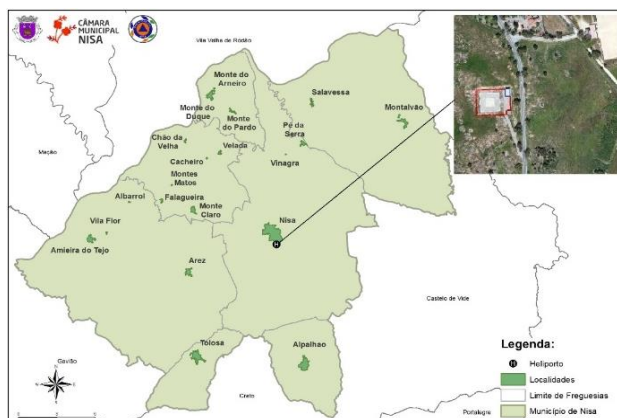 CÂMARA
MUNICIPAL
NISA
Vila Velha de Rodão
Monte do
Arneiro
Salavessa
Monte do
Duque
Monte
do Pardo
Montalvão
Pé da
Serra
Chão da
Velha
Velada
Mação
Cacheiro
Vinagra
Montes
Matos
Albarrol
Falagueira
Vila Flor
Monte
Claro
Nisa
H
Amieira do Tejo
Arez
Castelo de Vide
Tolosa
Alpalhão
Gavião
Crato
Portalegre
Legenda:
H Heliporto
Localidades
Limite de Freguesias
Município de Nisa